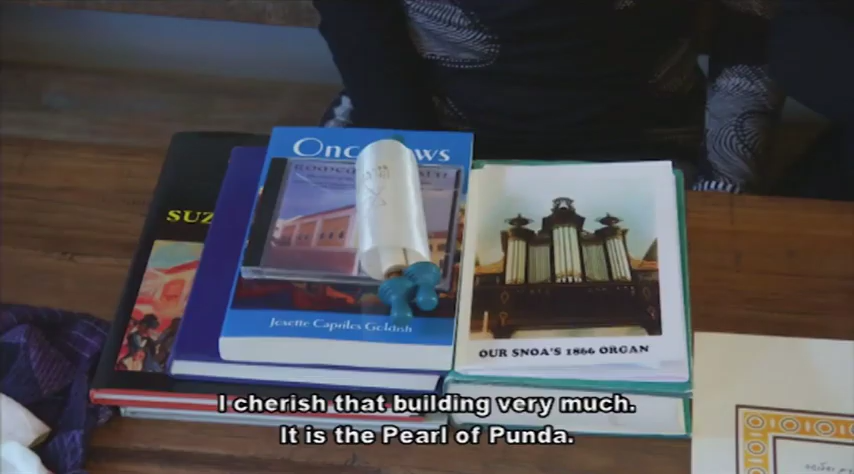 Onc ws
SUZ
Josette Capriles Goldish
OUR SNOA'S 1866 ORGAN
I cherish that building very much.
It is the Pearl of Punda.